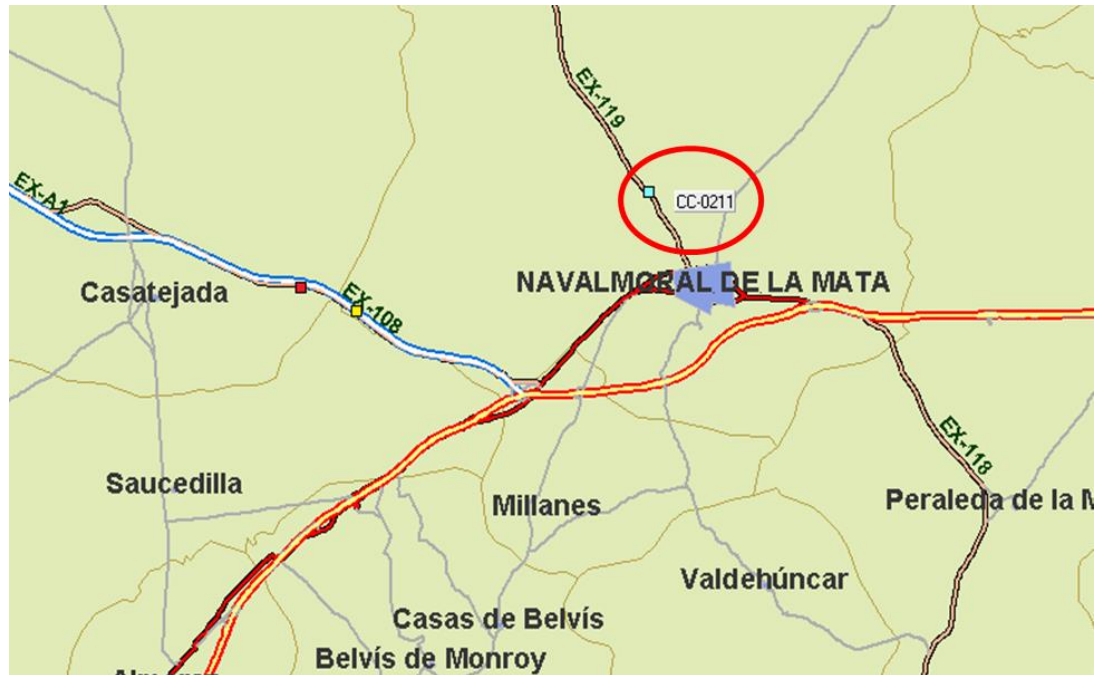 EX-119
CC-0211
EX-A1
NAVALMORAL DE LA MATA
Casatejada
EX-108
EX-118
Saucedilla
Millanes
Peraleda de la M
Valdehúncar
Casas de Belvís
Belvís de Monroy